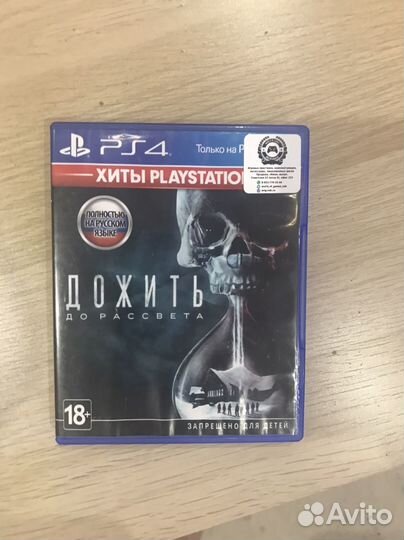 PS4
Только на P
ХИТЫ PLAYSTATION
ПОЛНОСТЬЮ
НА РУССКОМ
ЯЗЫКЕ
ДОЖИТЬ
ДО РАССВЕТА
18+
ЗАПРЕЩЕНО ДЛЯ ДЕТЕЙ
Avito